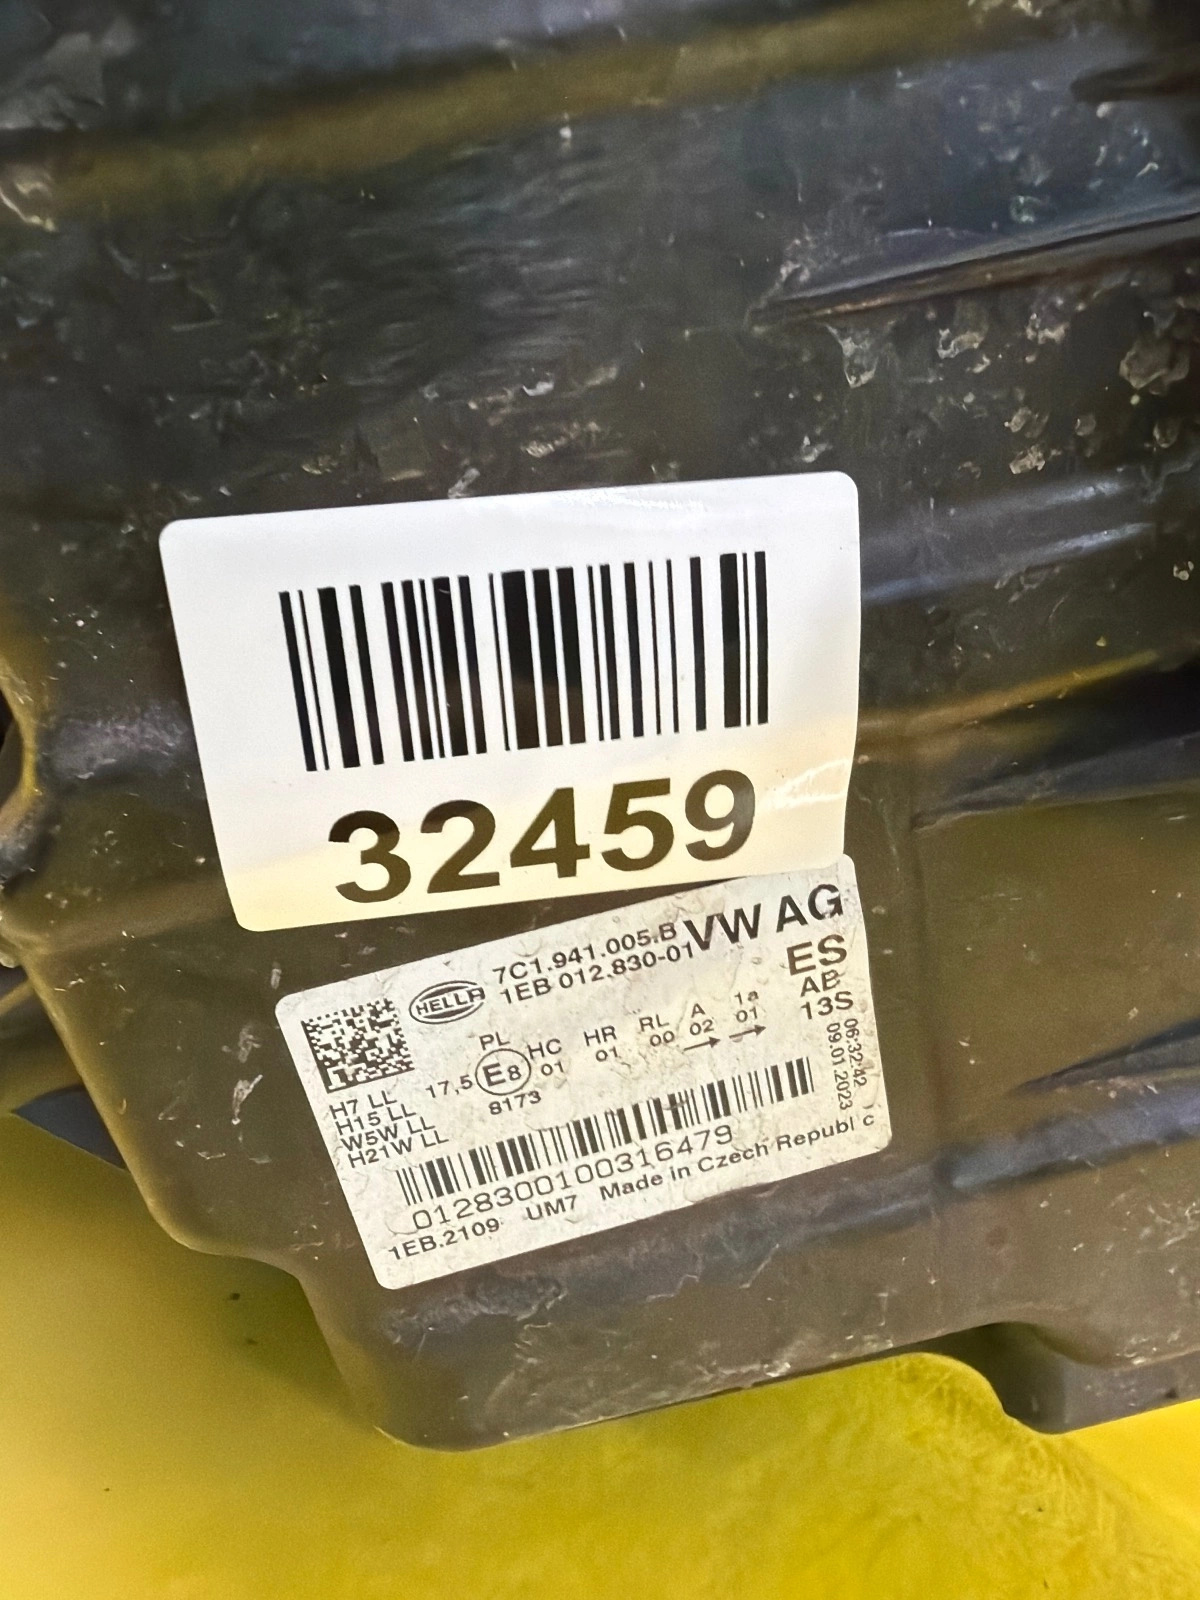 32459
7C1.941.005.B VW AG
HELLA 1EB 012.830-01 ES
AB
13S
PL HC HR RL A 1a
17,5 E8 01 01 00 02 01
8173
H7 LL
H15 LL
W5W LL
H21W LL
06:32:42
09.01.2023
0128300100316479
1EB.2109 UM7 Made in Czech Republ c